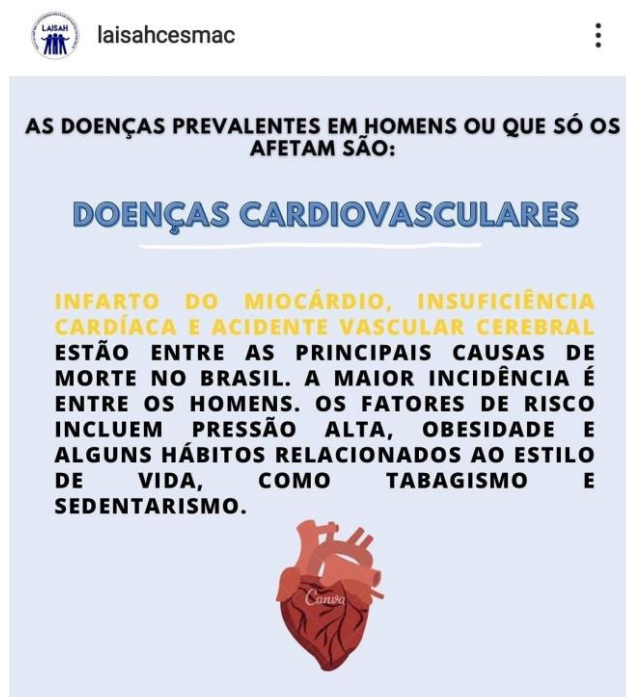 LAISAH
laisahcesmac
AS DOENÇAS PREVALENTES EM HOMENS OU QUE SÓ OS
AFETAM SÃO:
DOENÇAS CARDIOVASCULARES
INFARTO DO MIOCÁRDIO, INSUFICIÊNCIA
CARDÍACA E ACIDENTE VASCULAR CEREBRAL
ESTÃO ENTRE AS PRINCIPAIS CAUSAS DE
MORTE NO BRASIL. A MAIOR INCIDÊNCIA É
ENTRE OS HOMENS. OS FATORES DE RISCO
INCLUEM PRESSÃO ALTA, OBESIDADE E
ALGUNS HÁBITOS RELACIONADOS AO ESTILO
DE VIDA, COMO TABAGISMO E
SEDENTARISMO.
Canva